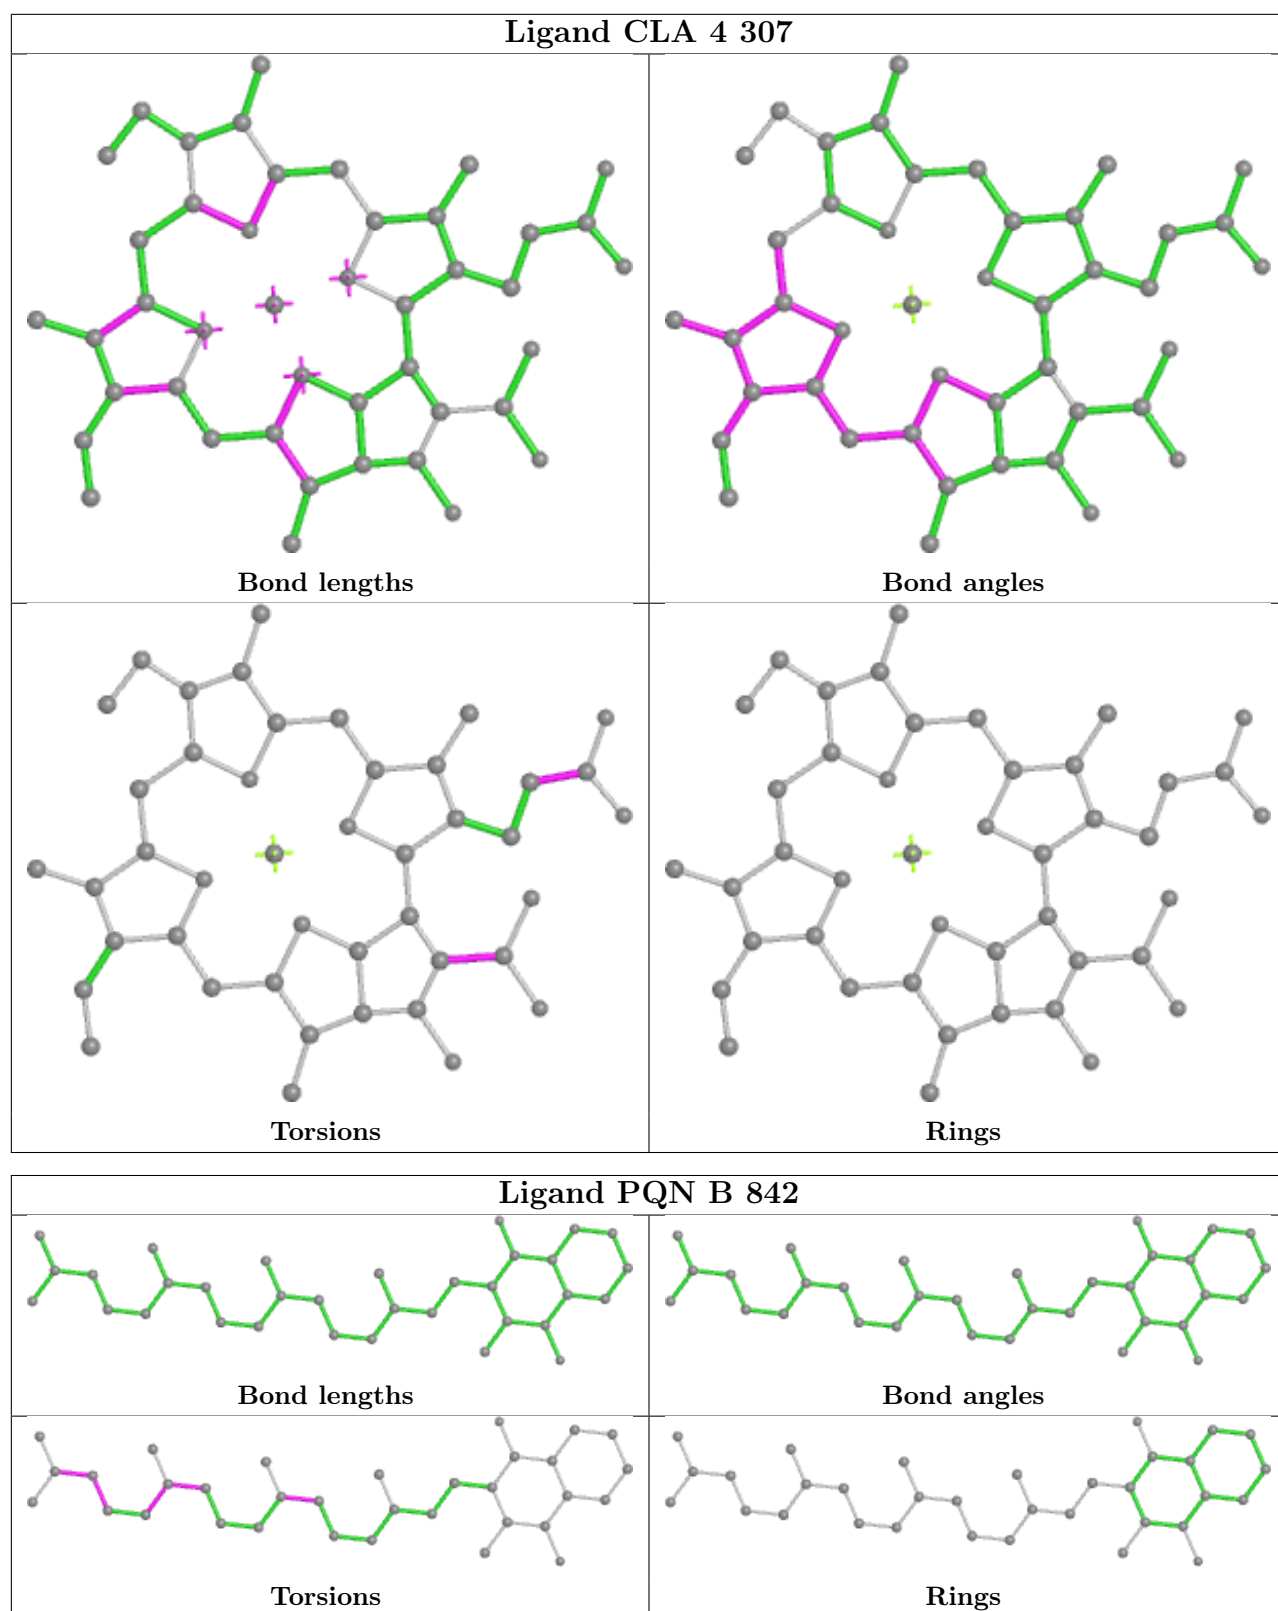 Ligand CLA 4 307
Bond lengths
Bond angles
Torsions
Rings
Ligand PQN B 842
Bond lengths
Bond angles
Torsions
Rings